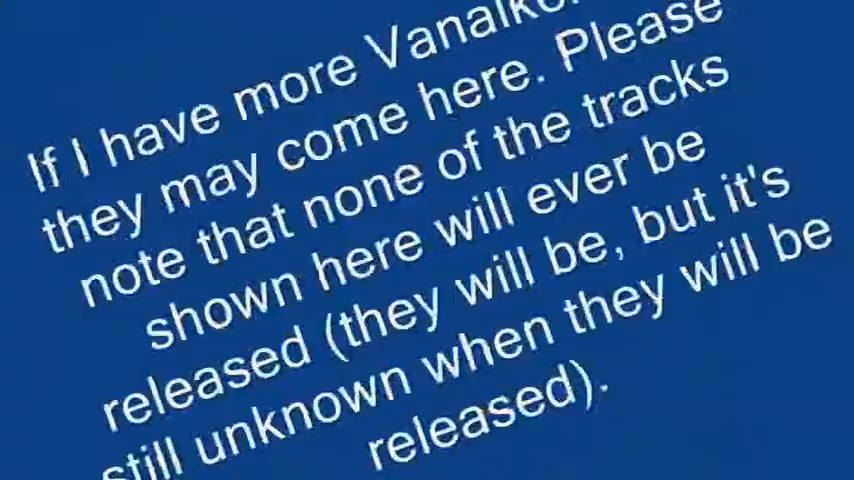 If I have more
they may come here. Please
note that none of the tracks
shown here will ever be
released (they will be, but it's
still unknown when they will be
released).